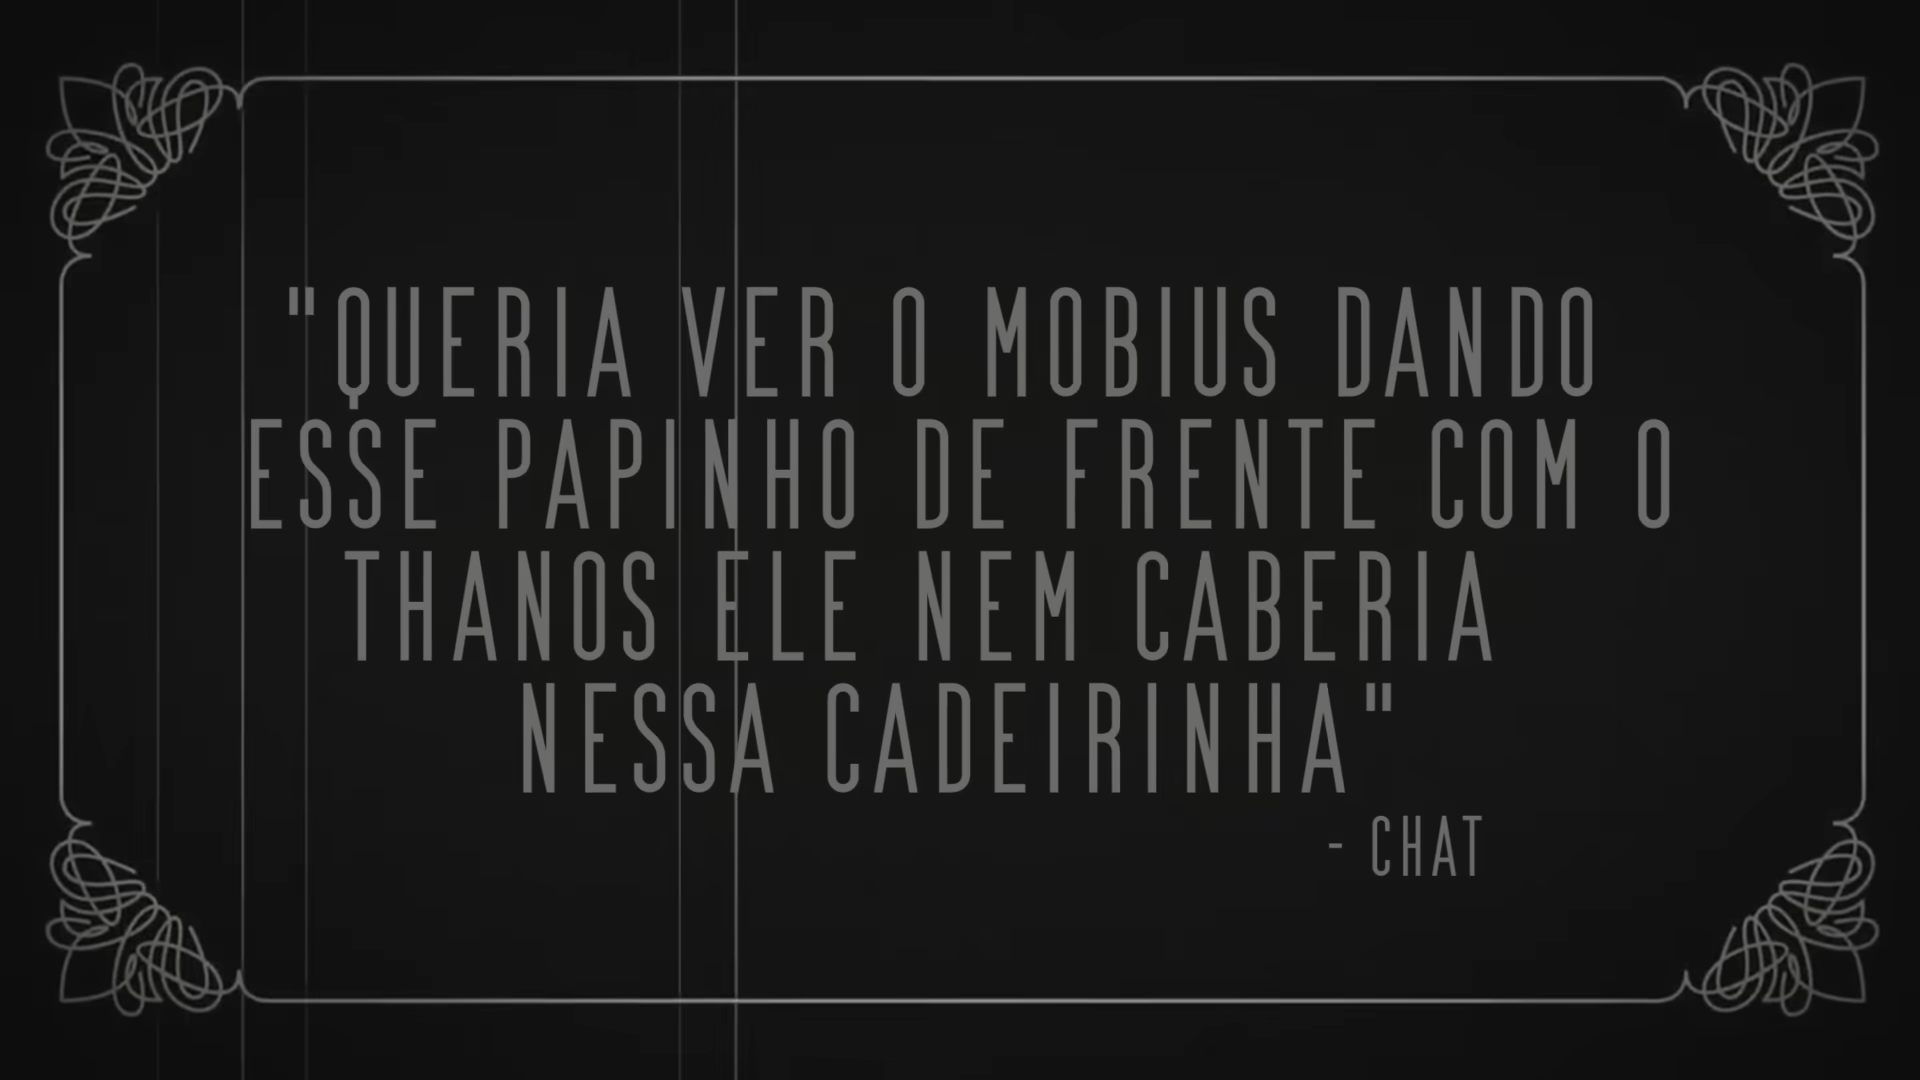 "QUERIA VER O MOBIUS DANDO
ESSE PAPINHO DE FRENTE COM O
THANOS ELE NEM CABERIA
NESSA CADEIRINHA"
- CHAT